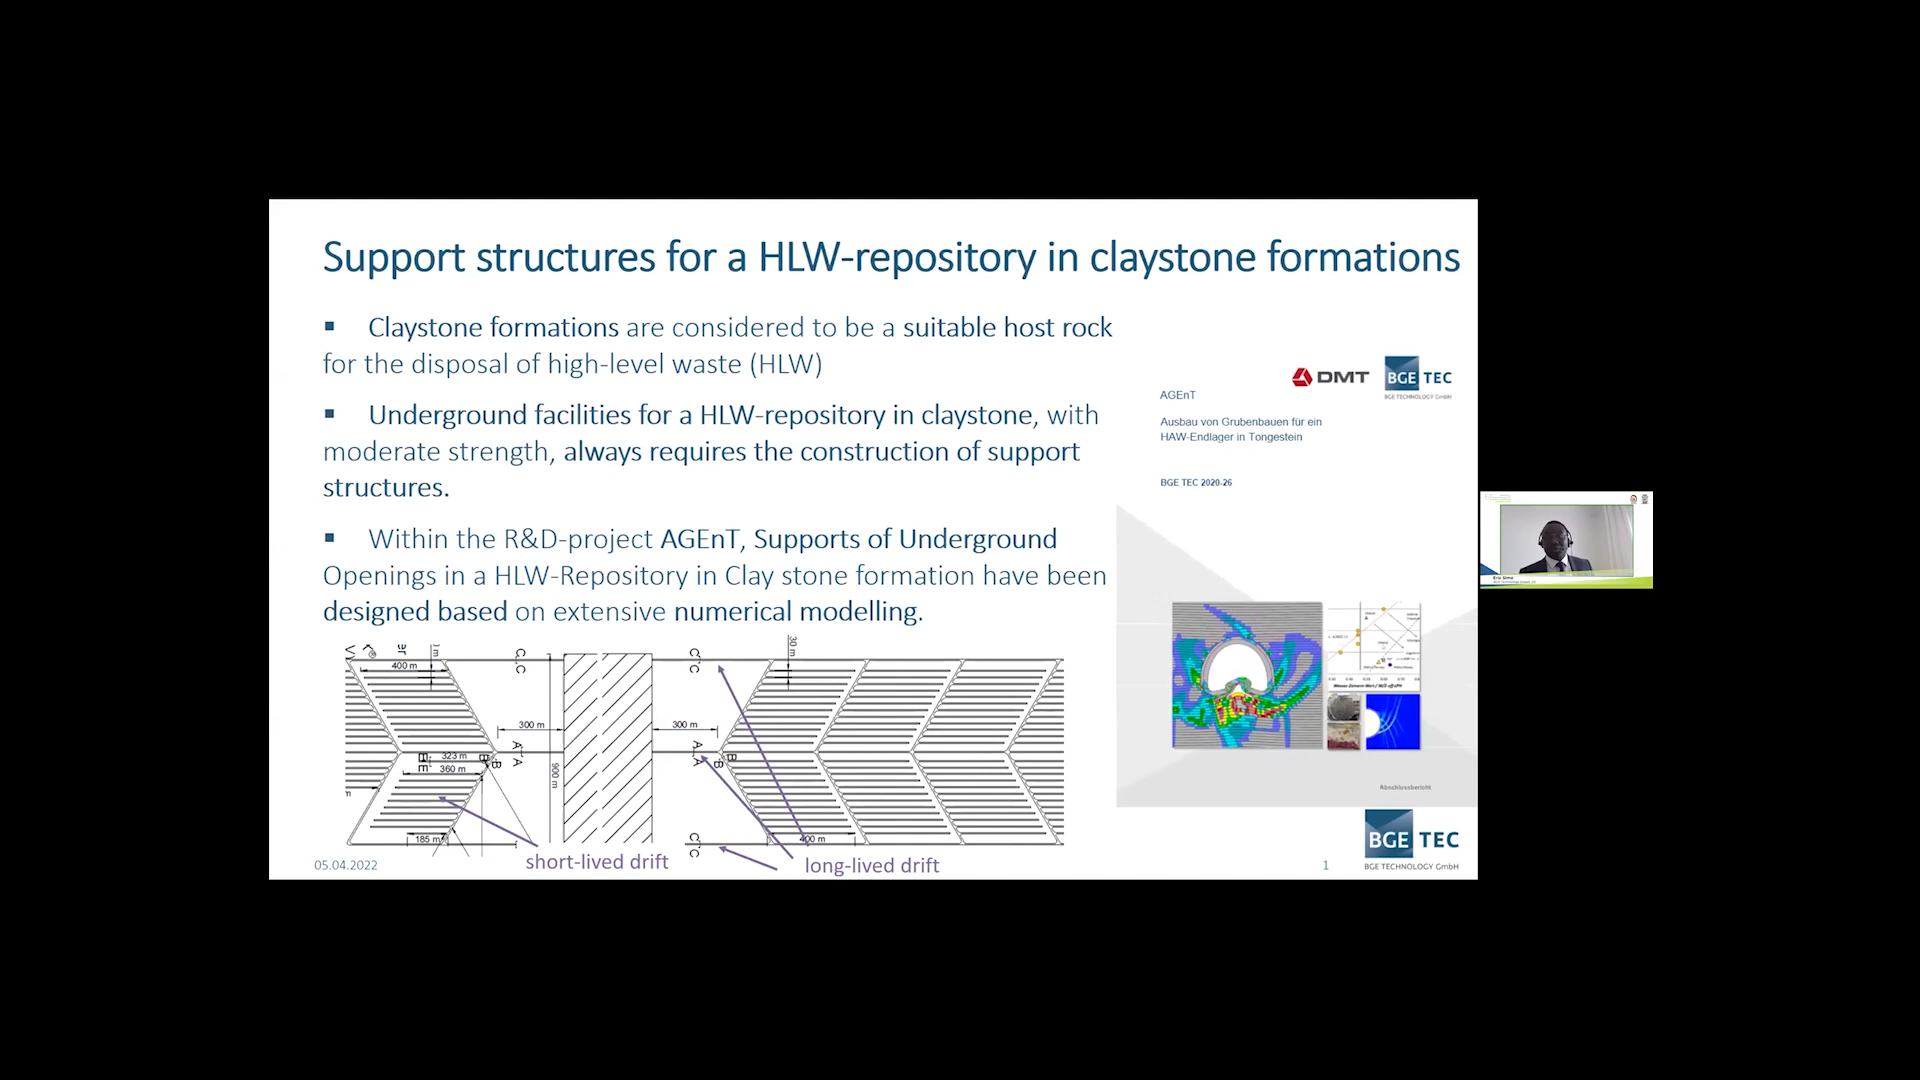 Support structures for a HLW-repository in claystone formations
▪ Claystone formations are considered to be a suitable host rock
for the disposal of high-level waste (HLW)
▪ Underground facilities for a HLW-repository in claystone, with
moderate strength, always requires the construction of support
structures.
▪ Within the R&D-project AGEnT, Supports of Underground
Openings in a HLW-Repository in Clay stone formation have been
designed based on extensive numerical modelling.
DMT
BGE TEC
BGE TECHNOLOGY GmbH
AGEnT
Ausbau von Grubenbauen für ein
HAW-Endlager in Tongestein
BGE TEC 2020-26
Abschlussbericht
400 m
30 m
C C
C C
300 m
300 m
A A
A A
B B
B B
323 m
360 m
900 m
185 m
400 m
C C
short-lived drift
long-lived drift
05.04.2022
1
BGE TEC
BGE TECHNOLOGY GmbH
Eric Simo